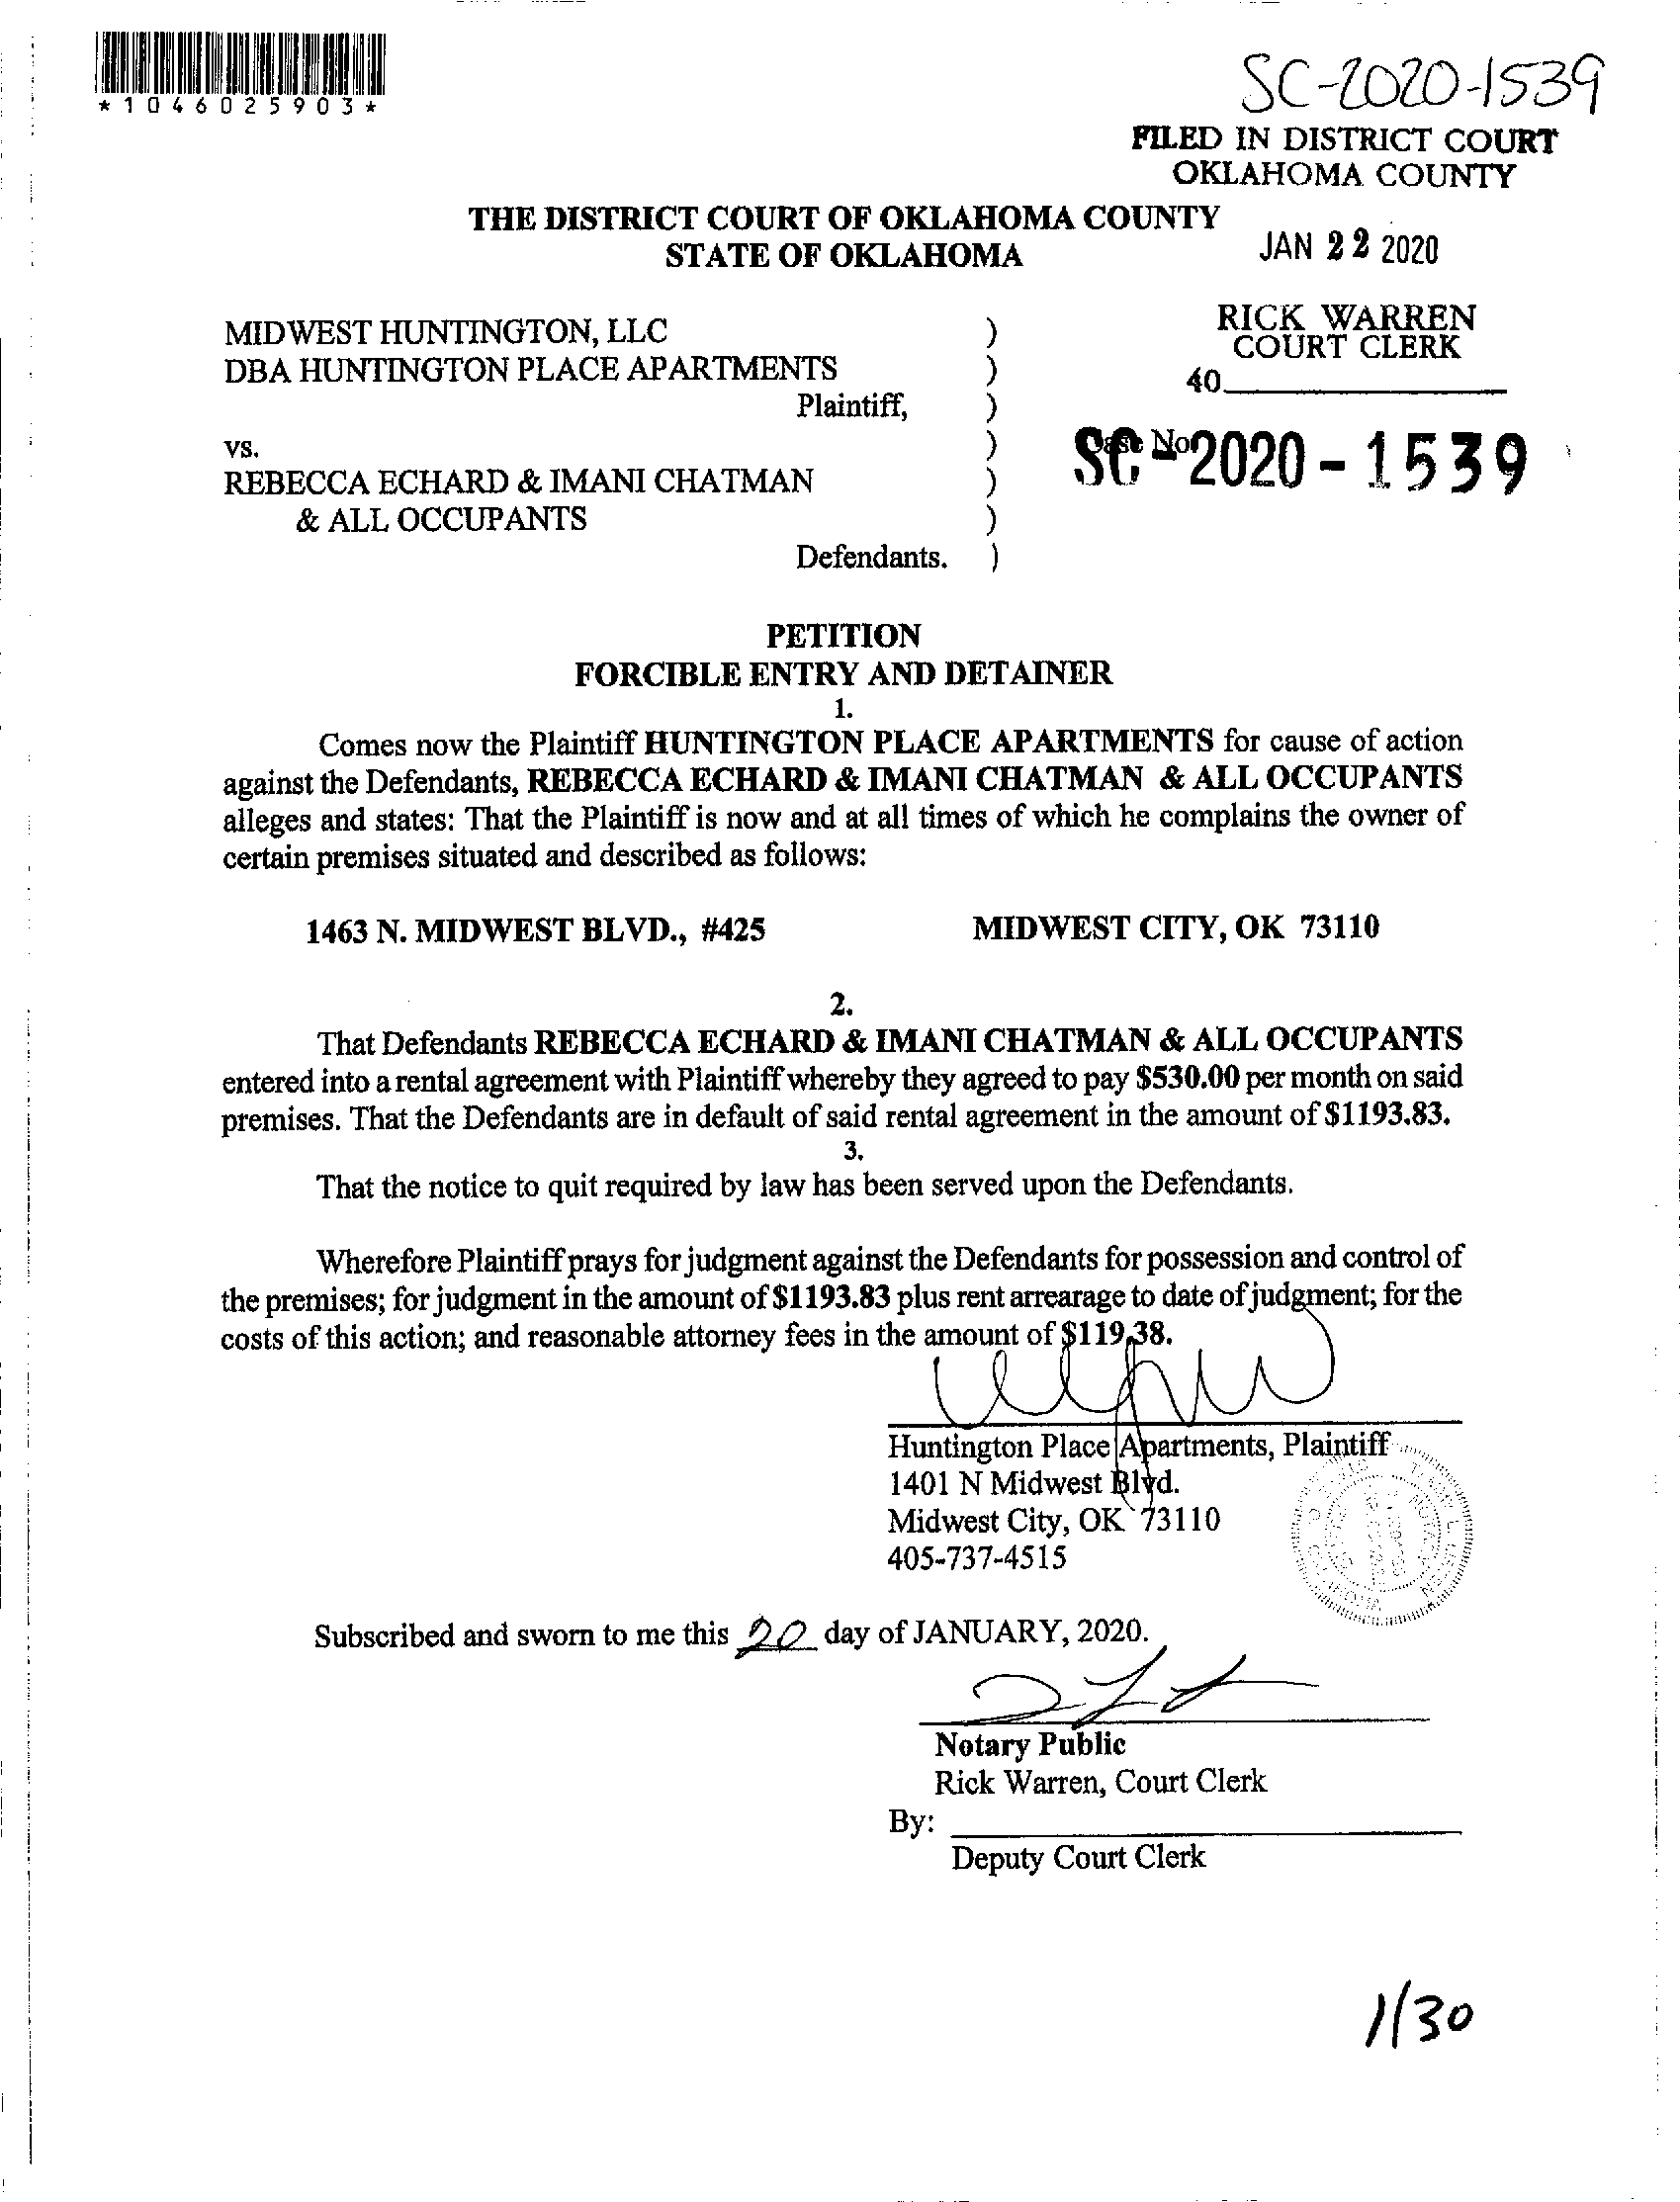 *1046025903*
SC-2020-1539
FILED IN DISTRICT COURT
OKLAHOMA COUNTY
THE DISTRICT COURT OF OKLAHOMA COUNTY
STATE OF OKLAHOMA
JAN 22 2020
MIDWEST HUNTINGTON, LLC )
DBA HUNTINGTON PLACE APARTMENTS )
Plaintiff, )
RICK WARREN
COURT CLERK
40
vs. )
REBECCA ECHARD & IMANI CHATMAN )
& ALL OCCUPANTS )
Defendants. )
Case No
SC-2020-1539
PETITION
FORCIBLE ENTRY AND DETAINER
1.
Comes now the Plaintiff HUNTINGTON PLACE APARTMENTS for cause of action
against the Defendants, REBECCA ECHARD & IMANI CHATMAN & ALL OCCUPANTS
alleges and states: That the Plaintiff is now and at all times of which he complains the owner of
certain premises situated and described as follows:
1463 N. MIDWEST BLVD., #425 MIDWEST CITY, OK 73110
2.
That Defendants REBECCA ECHARD & IMANI CHATMAN & ALL OCCUPANTS
entered into a rental agreement with Plaintiff whereby they agreed to pay $530.00 per month on said
premises. That the Defendants are in default of said rental agreement in the amount of $1193.83.
3.
That the notice to quit required by law has been served upon the Defendants.
Wherefore Plaintiff prays for judgment against the Defendants for possession and control of
the premises; for judgment in the amount of $1193.83 plus rent arrearage to date of judgment; for the
costs of this action; and reasonable attorney fees in the amount of $119.38.
Huntington Place Apartments, Plaintiff
1401 N Midwest Blvd.
Midwest City, OK 73110
405-737-4515
Subscribed and sworn to me this 20 day of JANUARY, 2020.
Notary Public
Rick Warren, Court Clerk
By:
Deputy Court Clerk
1/30